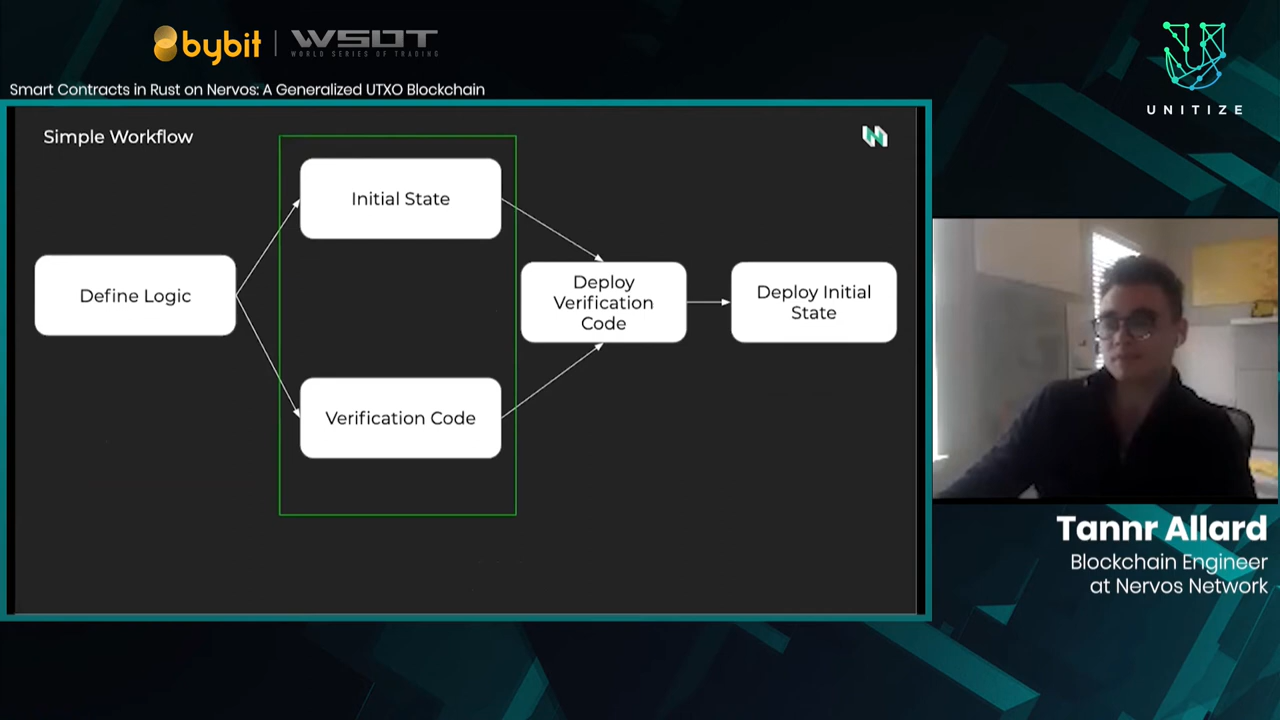 bybit
WSOT
WORLD SERIES OF TRADING
UNITIZE
Smart Contracts in Rust on Nervos: A Generalized UTXO Blockchain
Simple Workflow
Initial State
Define Logic
Deploy
Verification
Code
Deploy Initial
State
Verification Code
Tannr Allard
Blockchain Engineer
at Nervos Network